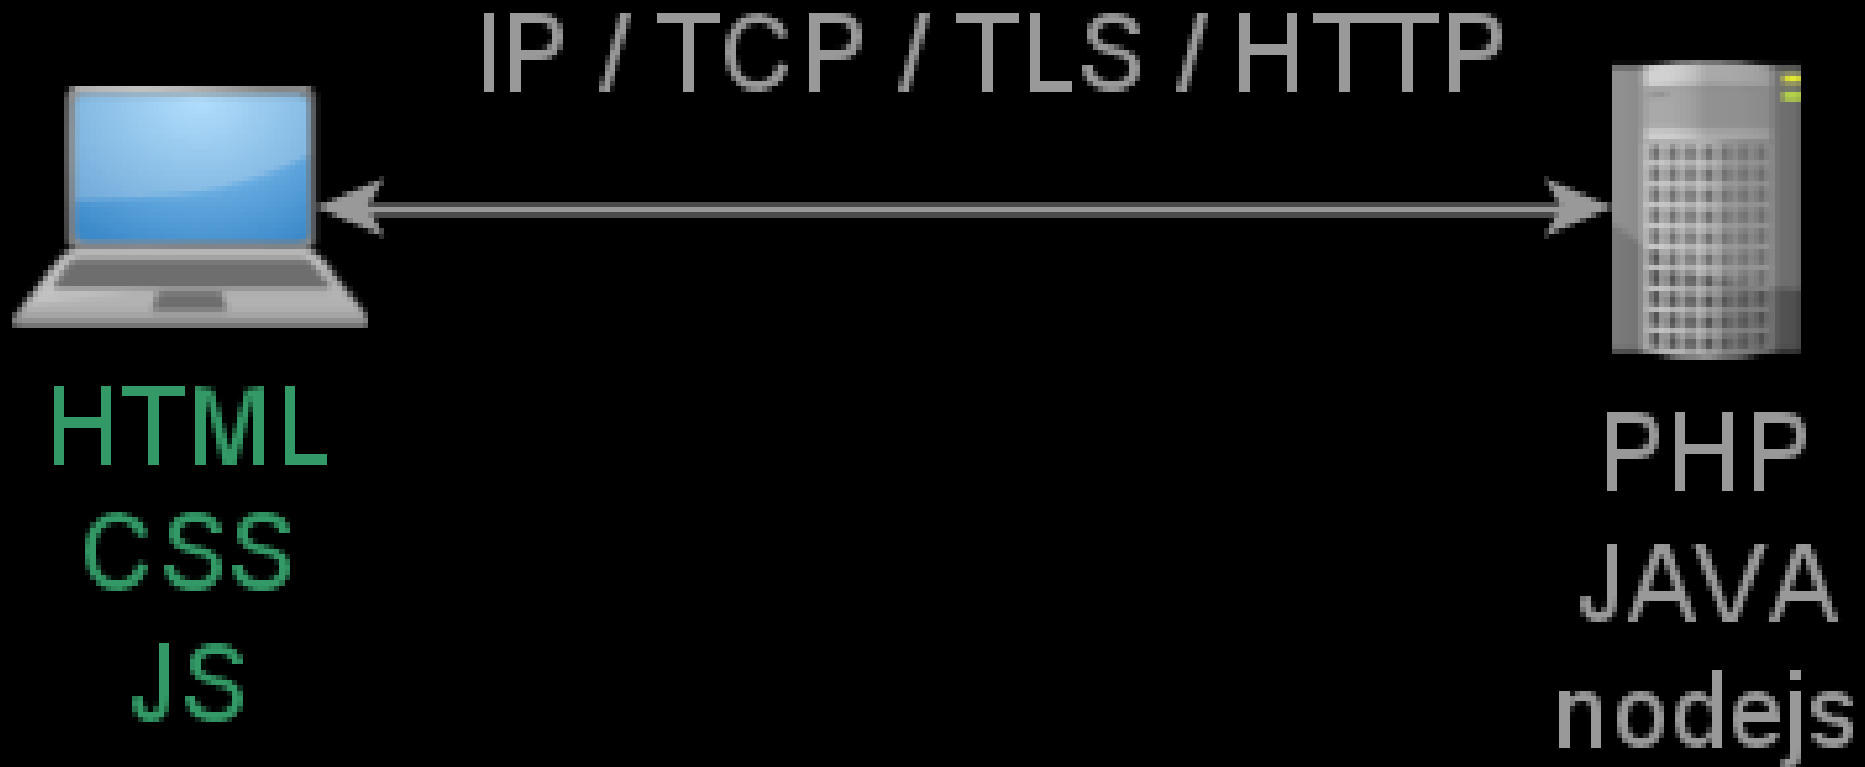 IP / TCP / TLS / HTTP
HTML
CSS
JS
PHP
JAVA
nodejs